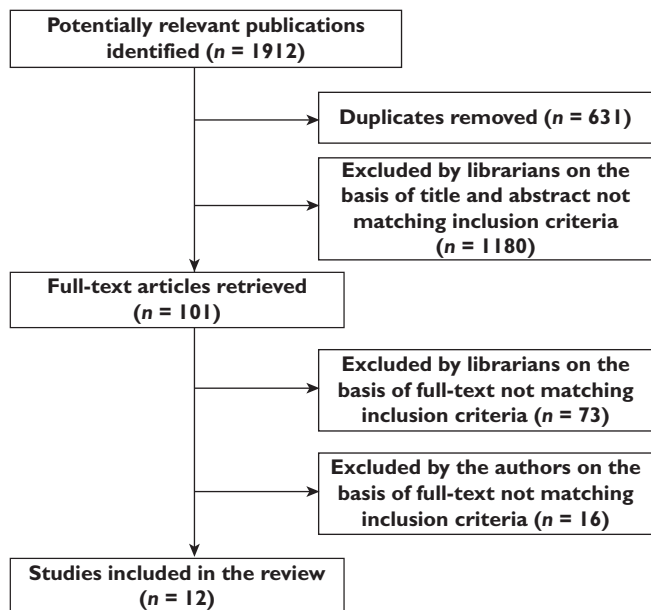 Potentially relevant publications
identified (n = 1912)
Duplicates removed (n = 631)
Excluded by librarians on the
basis of title and abstract not
matching inclusion criteria
(n = 1180)
Full-text articles retrieved
(n = 101)
Excluded by librarians on the
basis of full-text not matching
inclusion criteria (n = 73)
Excluded by the authors on the
basis of full-text not matching
inclusion criteria (n = 16)
Studies included in the review
(n = 12)